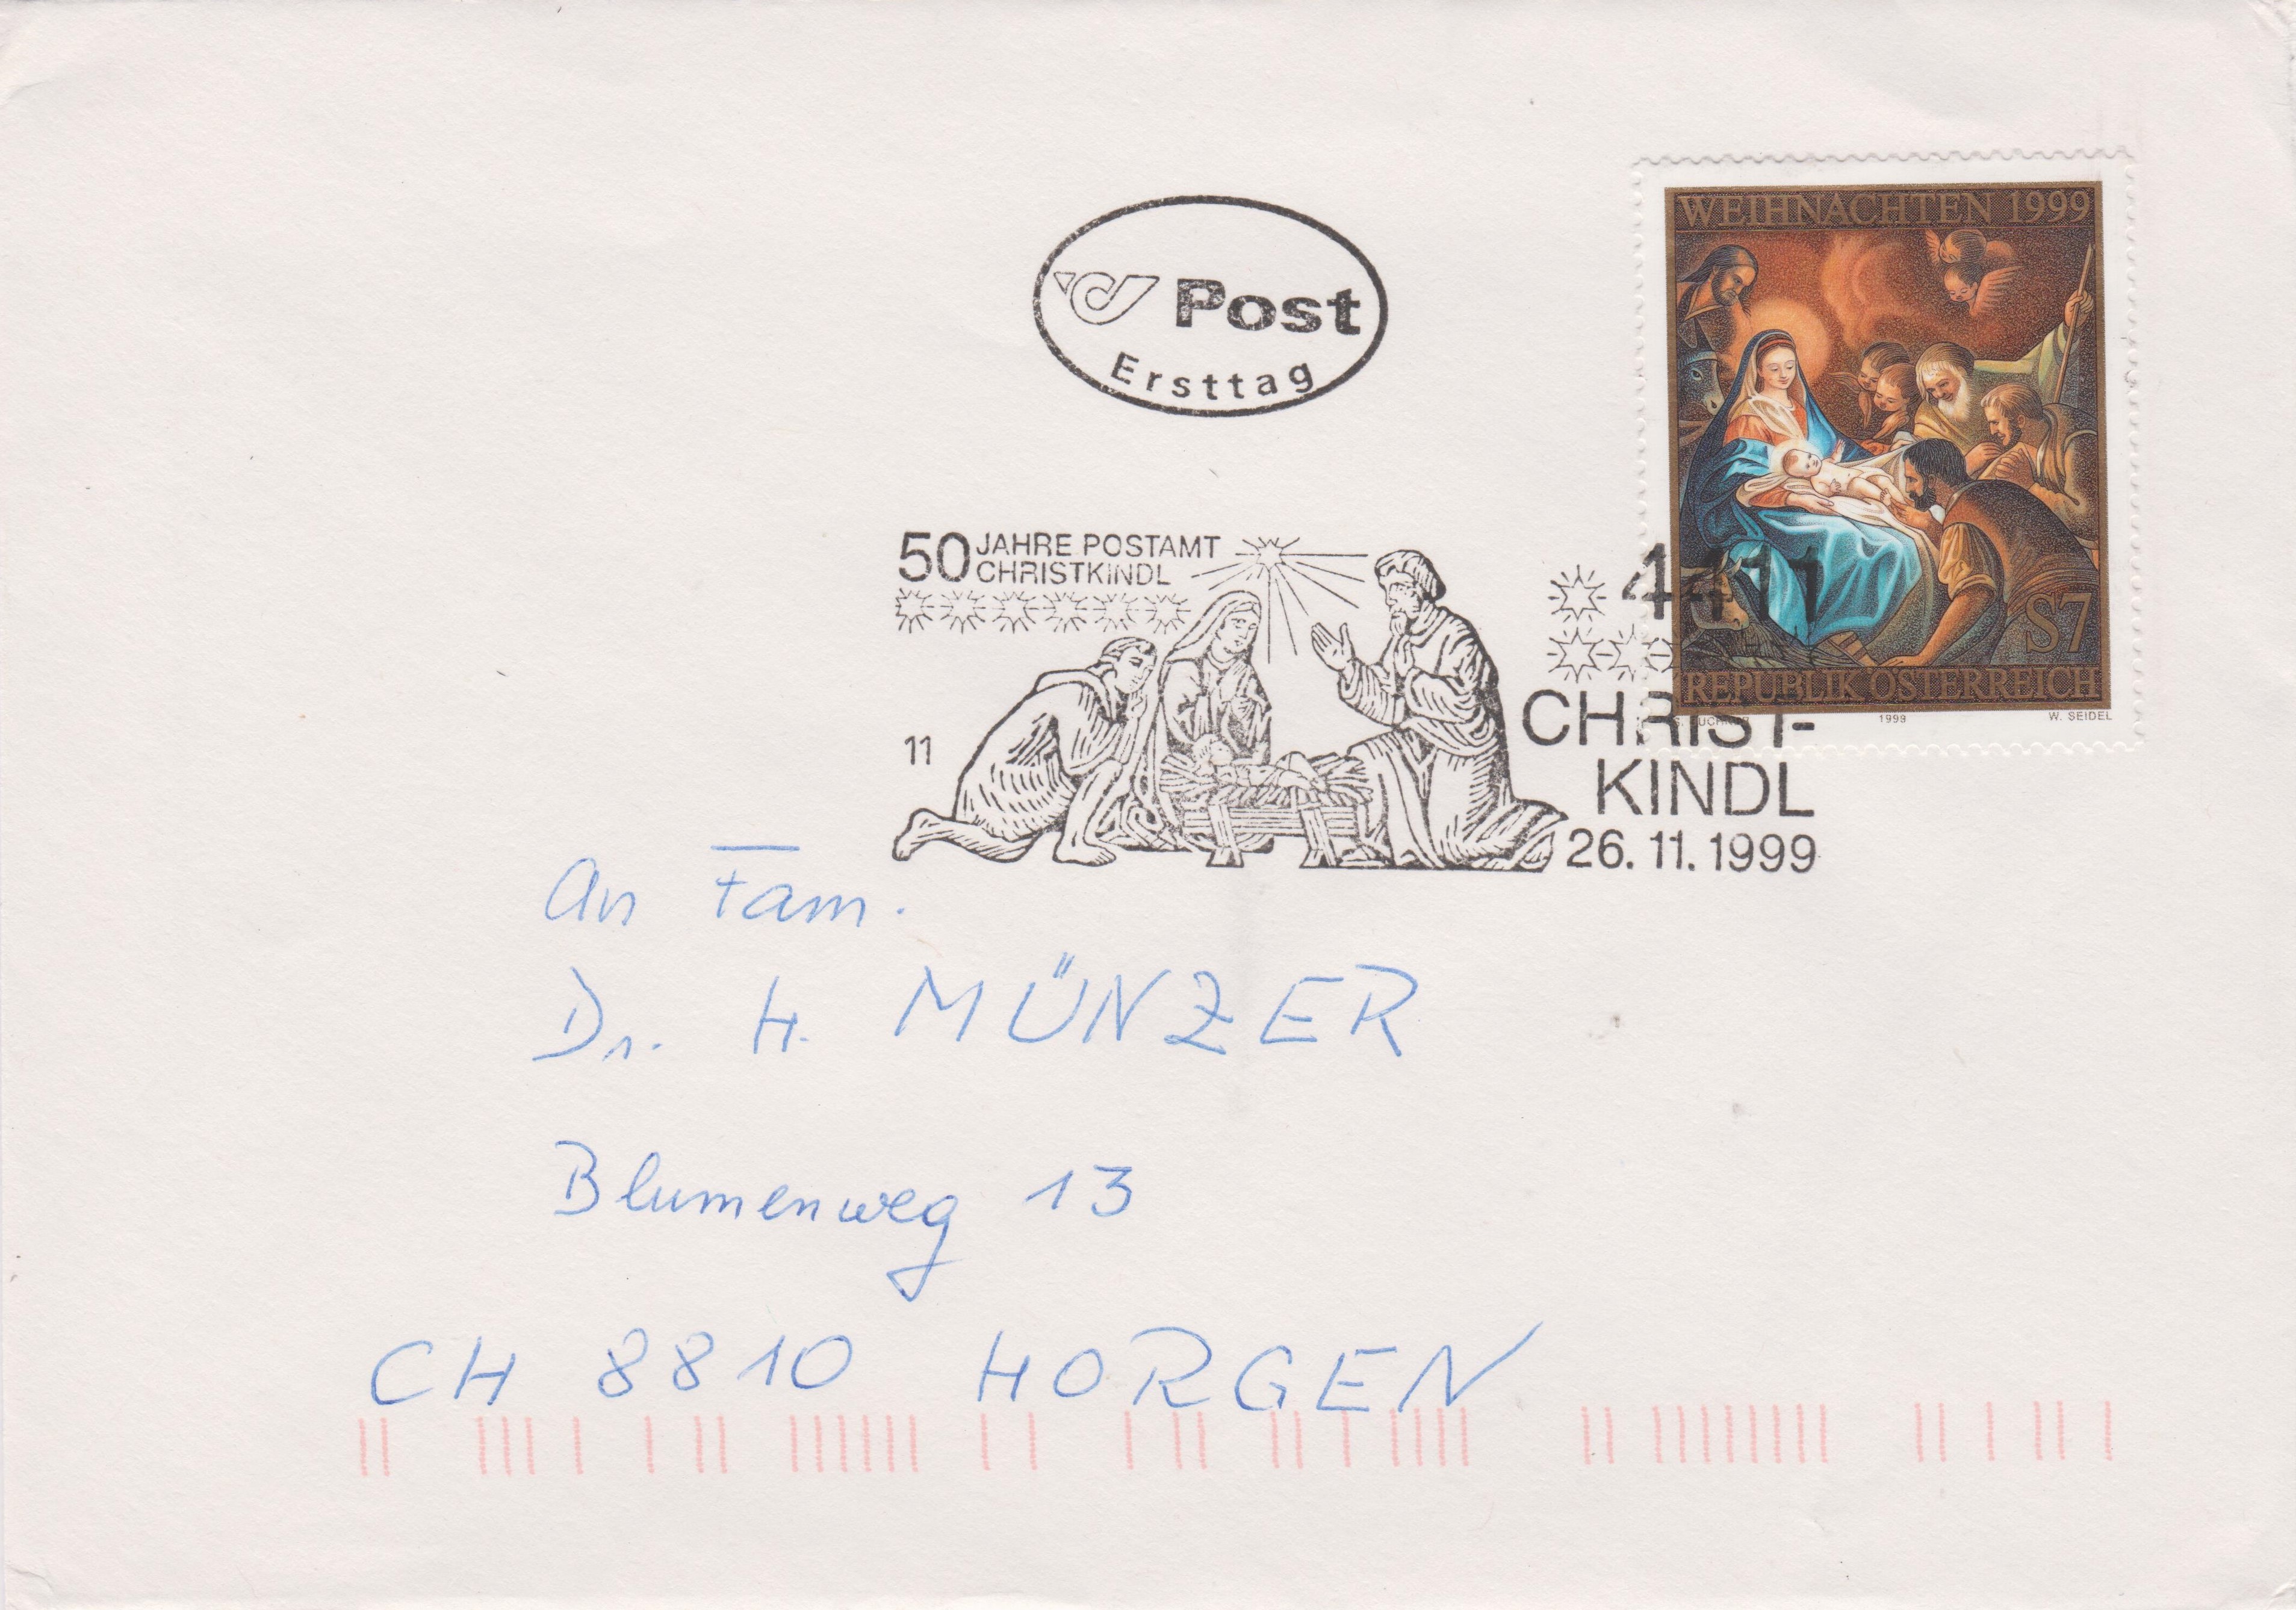 Post
Ersttag
WEIHNACHTEN 1999
S7
REPUBLIK ÖSTERREICH
1999 W. SEIDEL
50 JAHRE POSTAMT
CHRISTKINDL
11
4411
CHRIST-
KINDL
26.11.1999
An Fam.
Dr. H. MÜNZER
Blumenweg 13
CH 8810 HORGEN